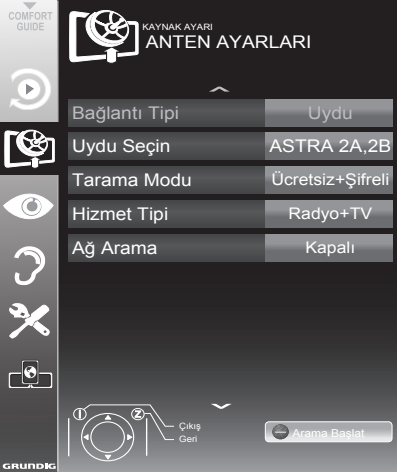 COMFORT
GUIDE
KAYNAK AYARI
ANTEN AYARLARI
Bağlantı Tipi Uydu
Uydu Seçin ASTRA 2A,2B
Tarama Modu Ücretsiz+Şifreli
Hizmet Tipi Radyo+TV
Ağ Arama Kapalı
Çıkış
Geri
Arama Başlat
GRUNDIG